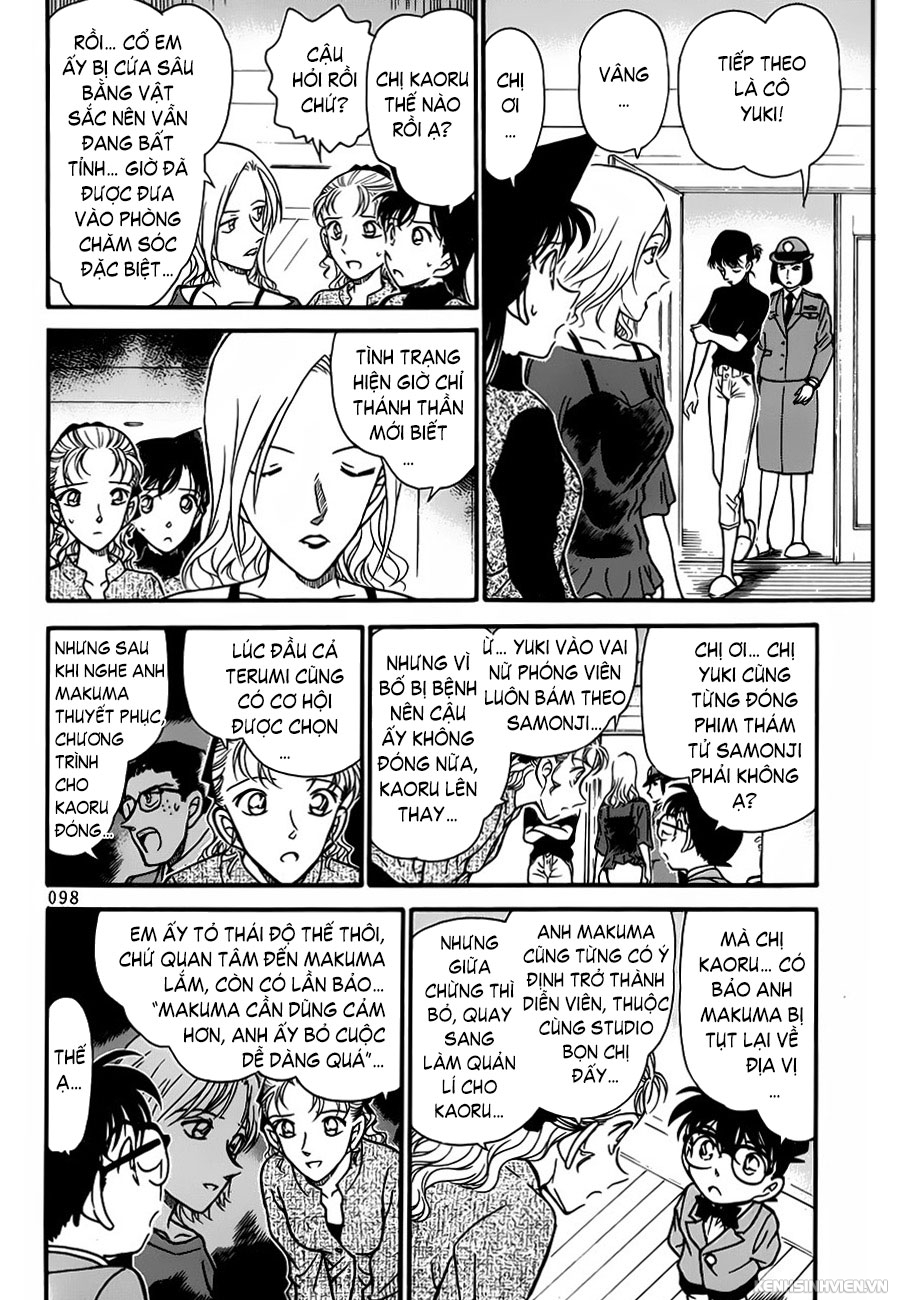 TIẾP THEO
LÀ CÔ
YUKI!
VÂNG
...
CHỊ
ƠI
...
CHỊ KAORU
THẾ NÀO
RỒI Ạ?
CẬU
HỎI RỒI
CHỨ?
RỒI... CỔ EM
ẤY BỊ CỨA SÂU
BẰNG VẬT
SẮC NÊN VẪN
ĐANG BẤT
TỈNH... GIỜ ĐÃ
ĐƯỢC ĐƯA
VÀO PHÒNG
CHĂM SÓC
ĐẶC BIỆT...
TÌNH TRẠNG
HIỆN GIỜ CHỈ
THÁNH THẦN
MỚI BIẾT
...
CHỊ ƠI... CHỊ
YUKI CŨNG
TỪNG ĐÓNG
PHIM THÁM
TỬ SAMONJI
PHẢI KHÔNG
Ạ?
Ừ... YUKI VÀO VAI
NỮ PHÓNG VIÊN
LUÔN BÁM THEO
SAMONJI...
NHƯNG VÌ
BỐ BỊ BỆNH
NÊN CẬU
ẤY KHÔNG
ĐÓNG NỮA,
KAORU LÊN
THAY...
LÚC ĐẦU CẢ
TERUMI CŨNG
CÓ CƠ HỘI
ĐƯỢC CHỌN
...
NHƯNG SAU
KHI NGHE ANH
MAKUMA
THUYẾT PHỤC,
CHƯƠNG
TRÌNH
CHO
KAORU
ĐÓNG...
098
MÀ CHỊ
KAORU... CÓ
BẢO ANH
MAKUMA BỊ
TỤT LẠI VỀ
ĐỊA VỊ
...
ANH MAKUMA
CŨNG TỪNG CÓ Ý
ĐỊNH TRỞ THÀNH
DIỄN VIÊN, THUỘC
CÙNG STUDIO
BỌN CHỊ
ĐẤY...
NHƯNG
GIỮA
CHỪNG THÌ
BỎ, QUAY
SANG
LÀM QUẢN
LÍ CHO
KAORU...
EM ẤY TỎ THÁI ĐỘ THẾ THÔI,
CHỨ QUAN TÂM ĐẾN MAKUMA
LẮM, CÒN CÓ LẦN BẢO...
"MAKUMA CẦN DŨNG CẢM
HƠN, ANH ẤY BỎ CUỘC
DỄ DÀNG QUÁ"...
THẾ
Ạ...
KENHSINHVIEN.VN